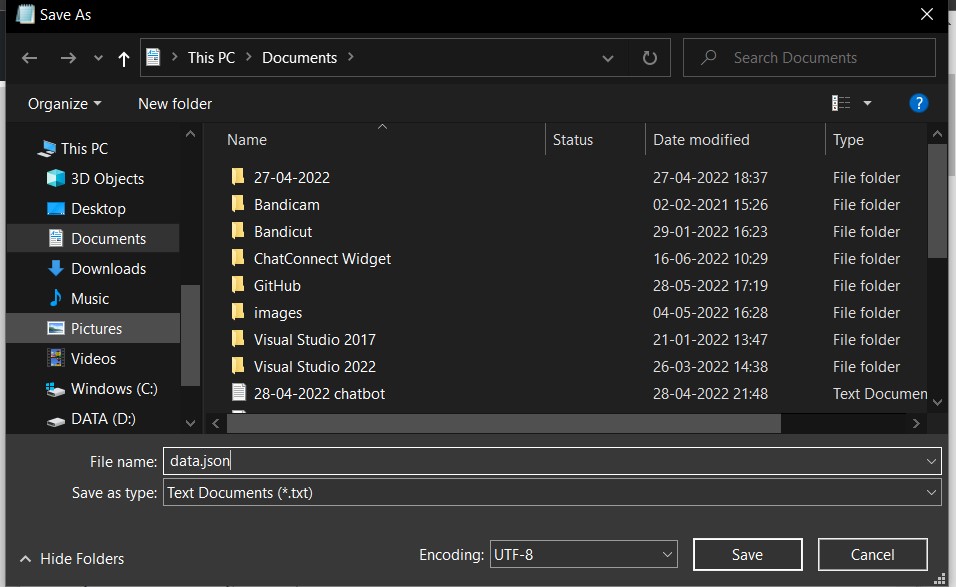 Save As
This PC
Documents
Search Documents
Organize
New folder
?
Name
Status
Date modified
Type
This PC
3D Objects
Desktop
Documents
Downloads
Music
Pictures
Videos
Windows (C:)
DATA (D:)
27-04-2022 27-04-2022 18:37 File folder
Bandicam 02-02-2021 15:26 File folder
Bandicut 29-01-2022 16:23 File folder
ChatConnect Widget 16-06-2022 10:29 File folder
GitHub 28-05-2022 17:19 File folder
images 04-05-2022 16:28 File folder
Visual Studio 2017 21-01-2022 13:47 File folder
Visual Studio 2022 26-03-2022 14:38 File folder
28-04-2022 chatbot 28-04-2022 21:48 Text Documen
File name: data.json
Save as type: Text Documents (*.txt)
Hide Folders
Encoding: UTF-8
Save
Cancel